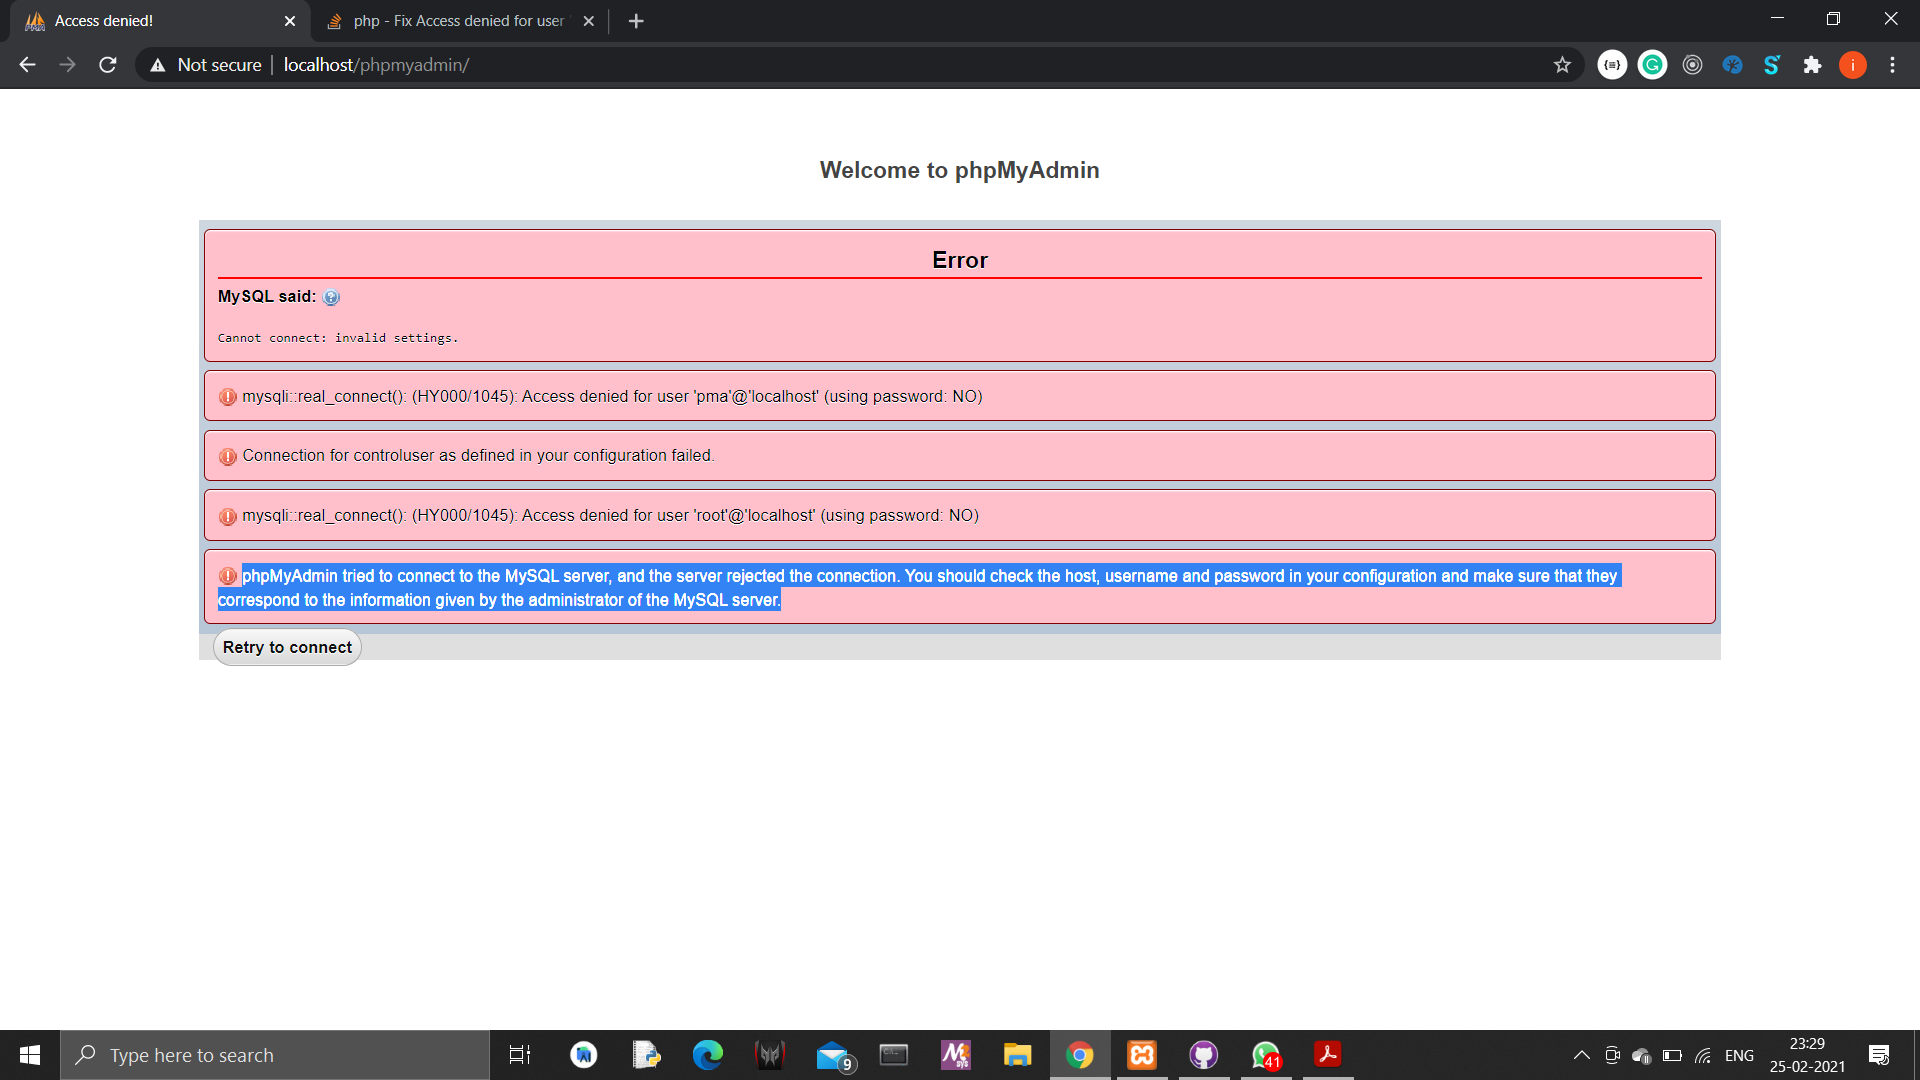 Access denied!
php - Fix Access denied for user '
Not secure
localhost/phpmyadmin/
i
Welcome to phpMyAdmin
Error
MySQL said:
Cannot connect: invalid settings.
mysqli::real_connect(): (HY000/1045): Access denied for user 'pma'@'localhost' (using password: NO)
Connection for controluser as defined in your configuration failed.
mysqli::real_connect(): (HY000/1045): Access denied for user 'root'@'localhost' (using password: NO)
phpMyAdmin tried to connect to the MySQL server, and the server rejected the connection. You should check the host, username and password in your configuration and make sure that they
correspond to the information given by the administrator of the MySQL server.
Retry to connect
Type here to search
9
41
ENG
23:29
25-02-2021